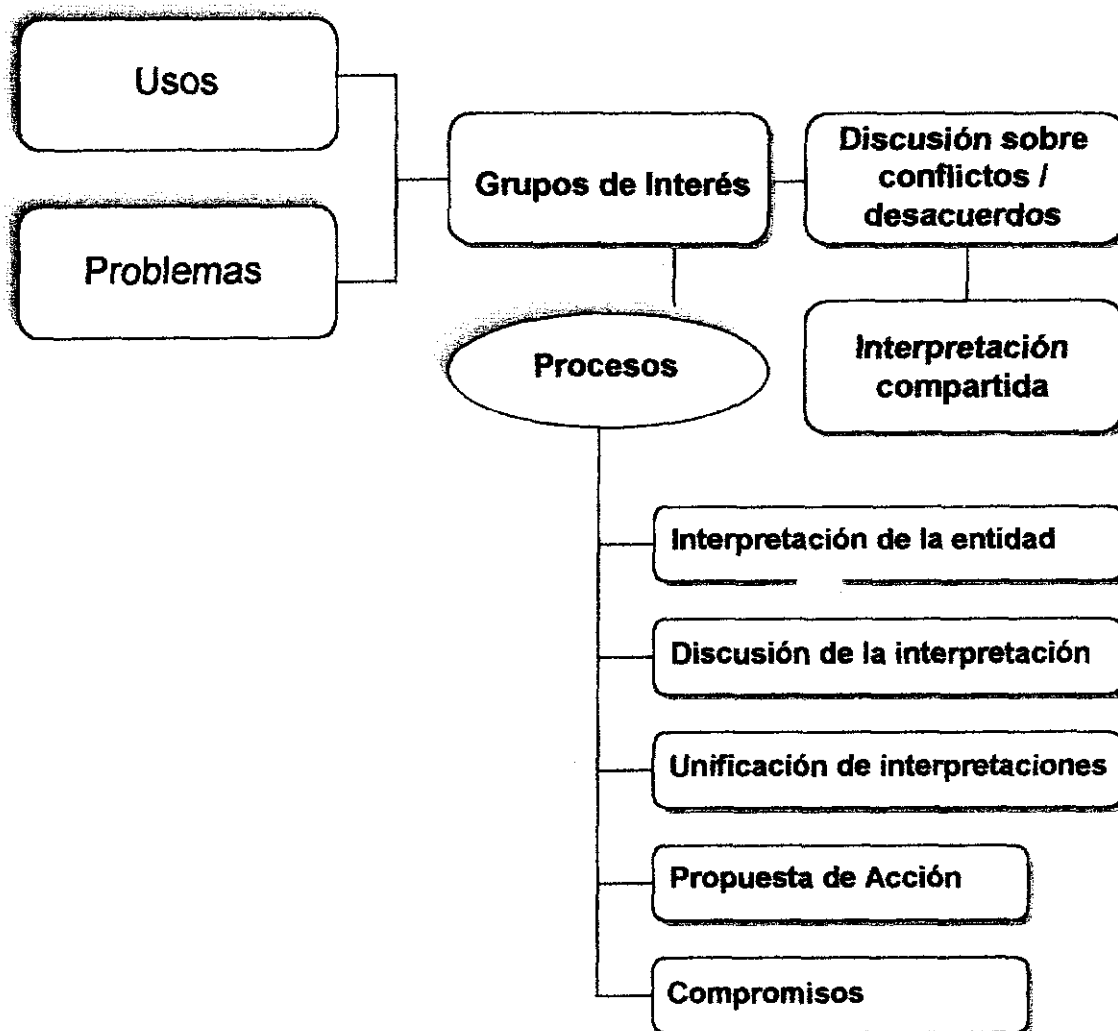 Usos
Problemas
Grupos de Interés
Discusión sobre
conflictos /
desacuerdos
Interpretación
compartida
Procesos
Interpretación de la entidad
Discusión de la interpretación
Unificación de interpretaciones
Propuesta de Acción
Compromisos